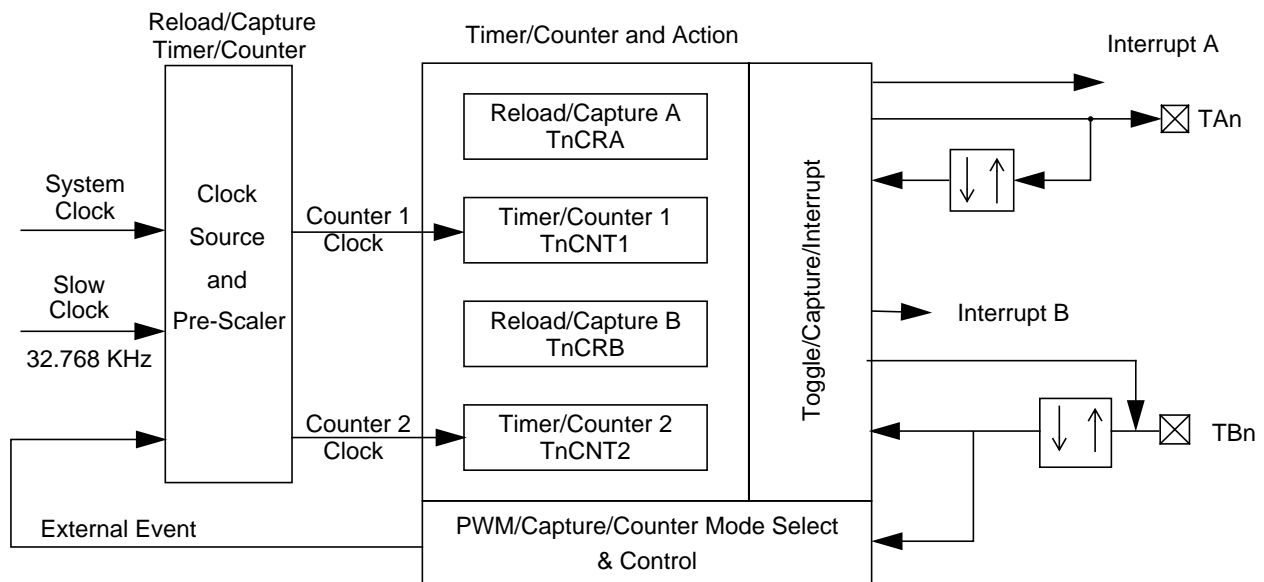 Reload/Capture
Timer/Counter
Timer/Counter and Action
Interrupt A
Reload/Capture A
TnCRA
TAn
System
Clock
Clock
Source
and
Pre-Scaler
Counter 1
Clock
Timer/Counter 1
TnCNT1
Toggle/Capture/Interrupt
Slow
Clock
32.768 KHz
Reload/Capture B
TnCRB
Interrupt B
Counter 2
Clock
Timer/Counter 2
TnCNT2
TBn
External Event
PWM/Capture/Counter Mode Select
& Control